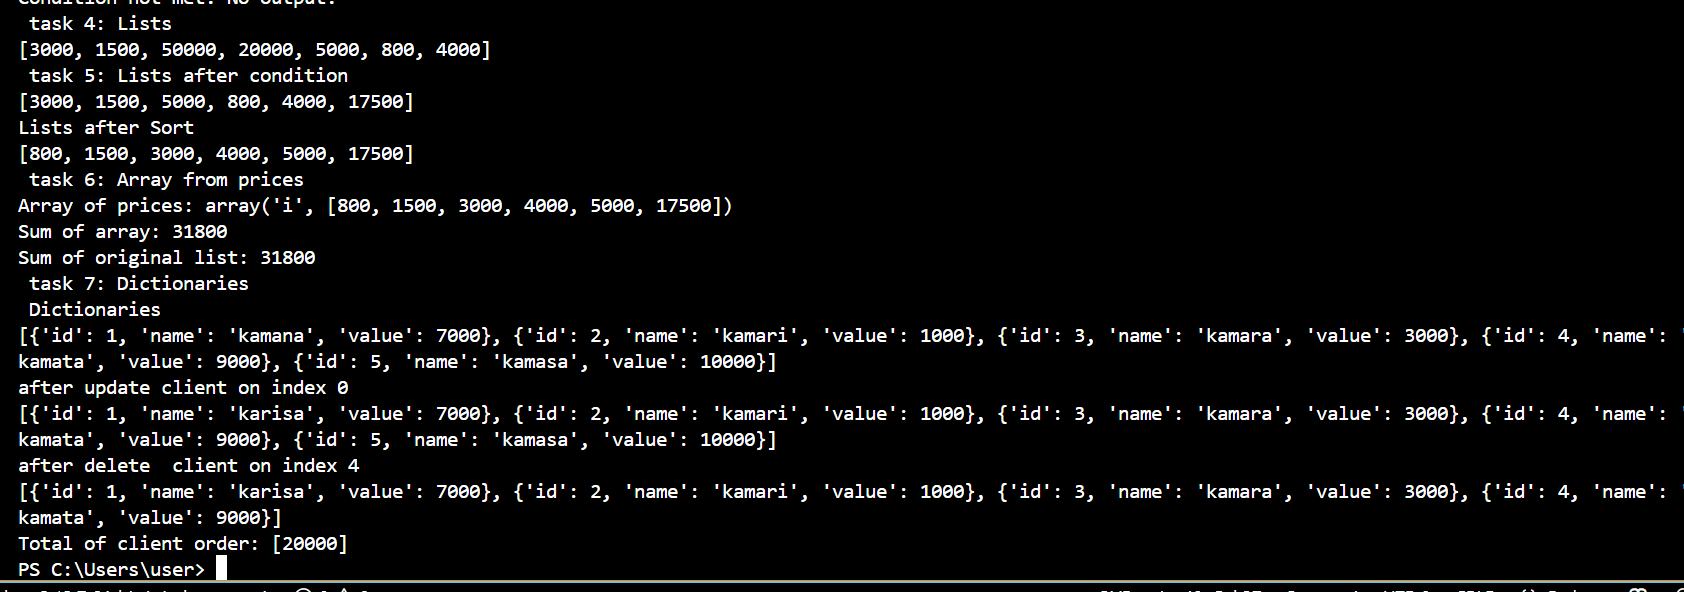 Condition not met. No output.
task 4: Lists
[3000, 1500, 50000, 20000, 5000, 800, 4000]
task 5: Lists after condition
[3000, 1500, 5000, 800, 4000, 17500]
Lists after Sort
[800, 1500, 3000, 4000, 5000, 17500]
task 6: Array from prices
Array of prices: array('i', [800, 1500, 3000, 4000, 5000, 17500])
Sum of array: 31800
Sum of original list: 31800
task 7: Dictionaries
Dictionaries
[{'id': 1, 'name': 'kamana', 'value': 7000}, {'id': 2, 'name': 'kamari', 'value': 1000}, {'id': 3, 'name': 'kamara', 'value': 3000}, {'id': 4, 'name': '
kamata', 'value': 9000}, {'id': 5, 'name': 'kamasa', 'value': 10000}]
after update client on index 0
[{'id': 1, 'name': 'karisa', 'value': 7000}, {'id': 2, 'name': 'kamari', 'value': 1000}, {'id': 3, 'name': 'kamara', 'value': 3000}, {'id': 4, 'name': '
kamata', 'value': 9000}, {'id': 5, 'name': 'kamasa', 'value': 10000}]
after delete  client on index 4
[{'id': 1, 'name': 'karisa', 'value': 7000}, {'id': 2, 'name': 'kamari', 'value': 1000}, {'id': 3, 'name': 'kamara', 'value': 3000}, {'id': 4, 'name': '
kamata', 'value': 9000}]
Total of client order: [20000]
PS C:\Users\user>